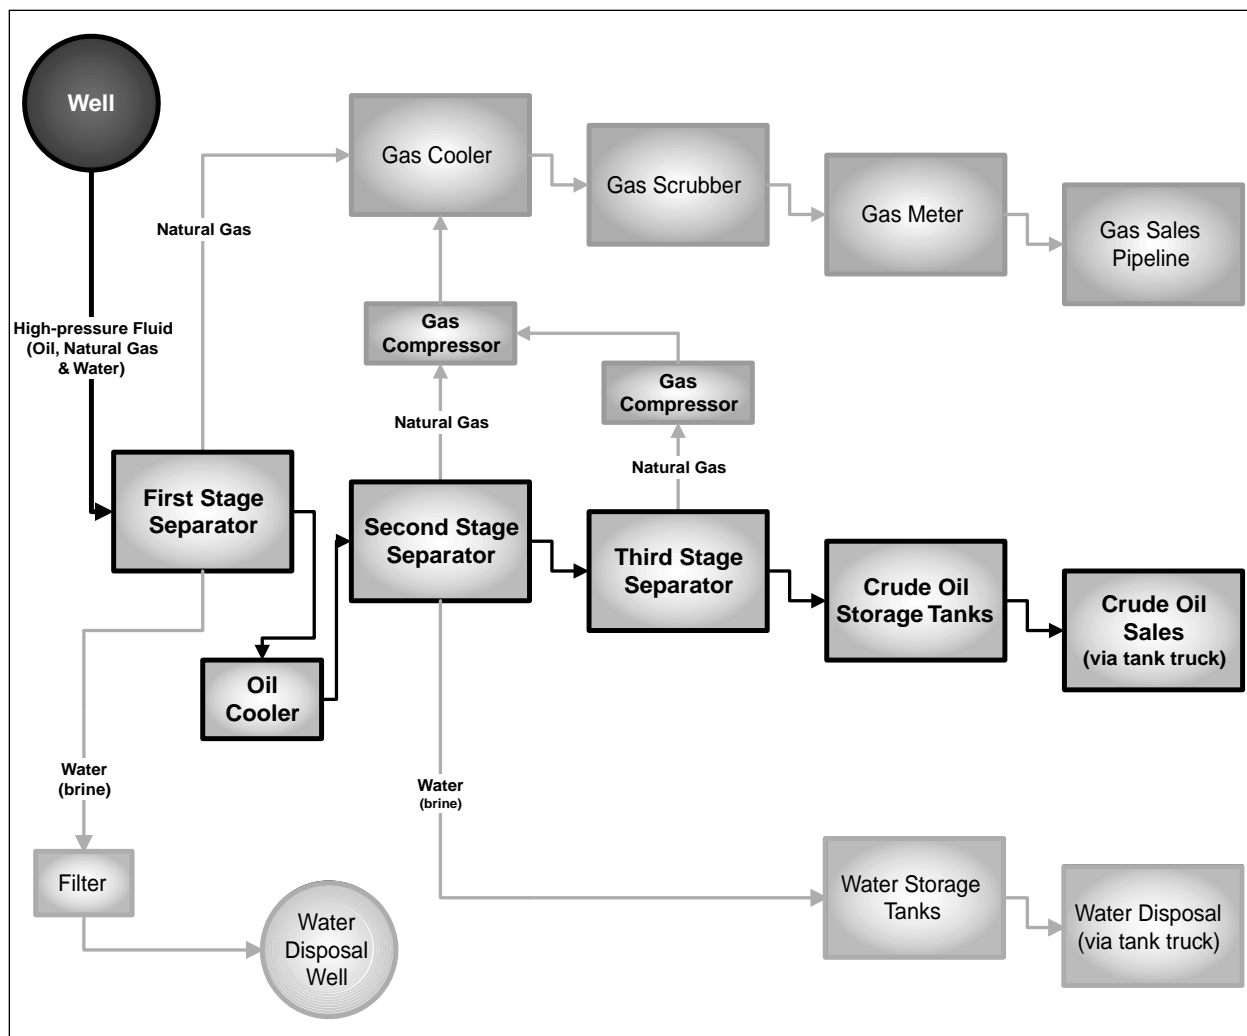 Well
Gas Cooler
Gas Scrubber
Gas Meter
Gas Sales
Pipeline
Natural Gas
High-pressure Fluid
(Oil, Natural Gas
& Water)
Gas
Compressor
Gas
Compressor
Natural Gas
Natural Gas
First Stage
Separator
Second Stage
Separator
Third Stage
Separator
Crude Oil
Storage Tanks
Crude Oil
Sales
(via tank truck)
Oil
Cooler
Water
(brine)
Water
(brine)
Filter
Water
Disposal
Well
Water Storage
Tanks
Water Disposal
(via tank truck)